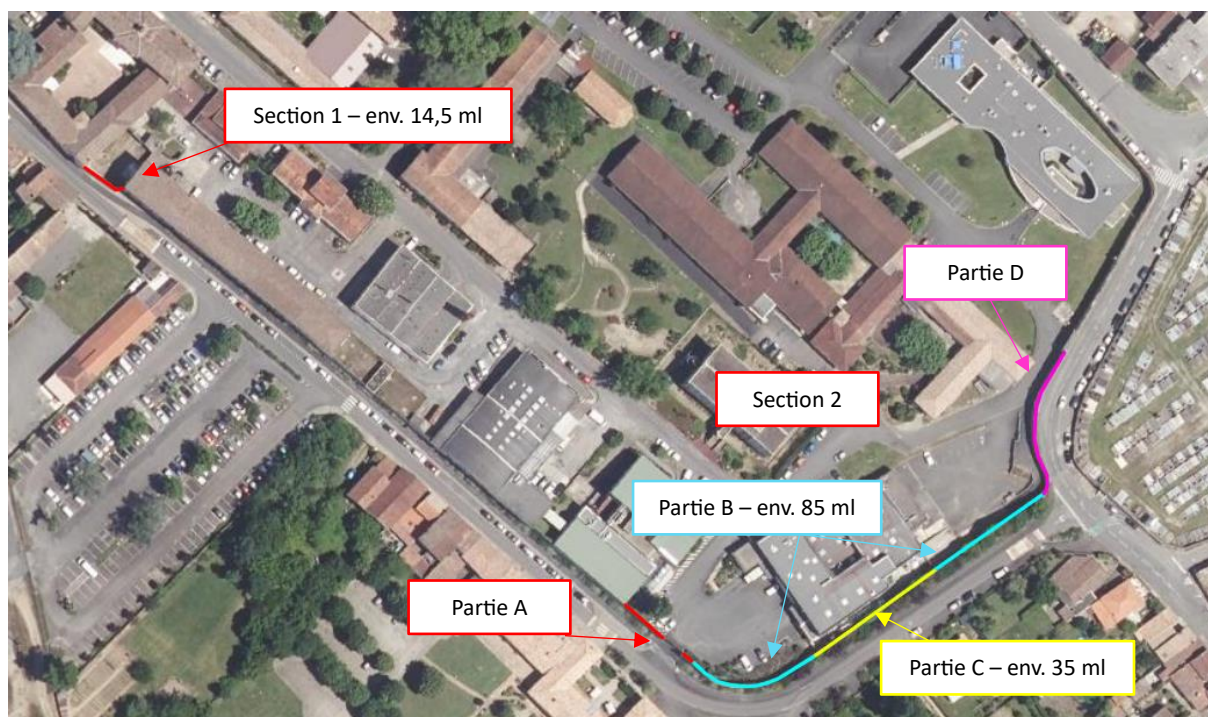 Section 1 – env. 14,5 ml
Partie D
Section 2
Partie B – env. 85 ml
Partie A
Partie C – env. 35 ml